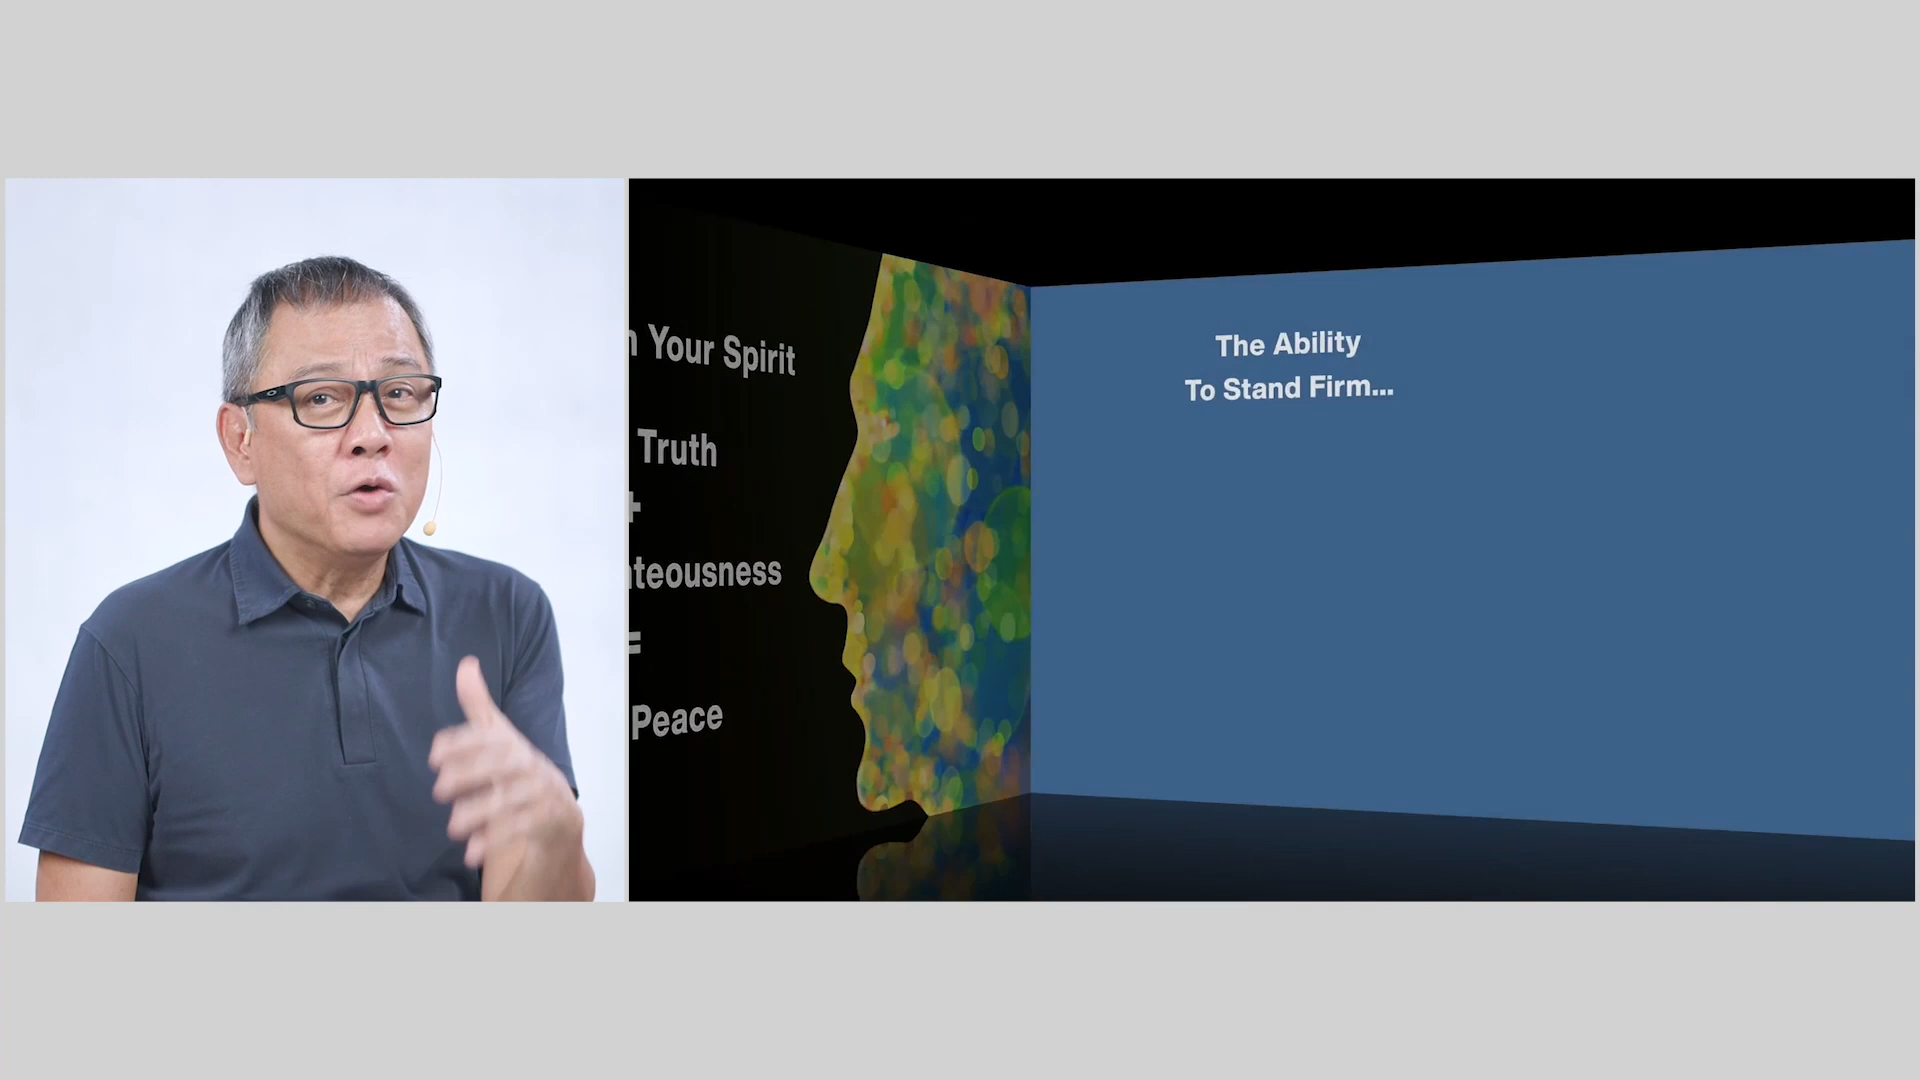 Your Spirit
Truth
+
teousness
=
Peace
The Ability
To Stand Firm...